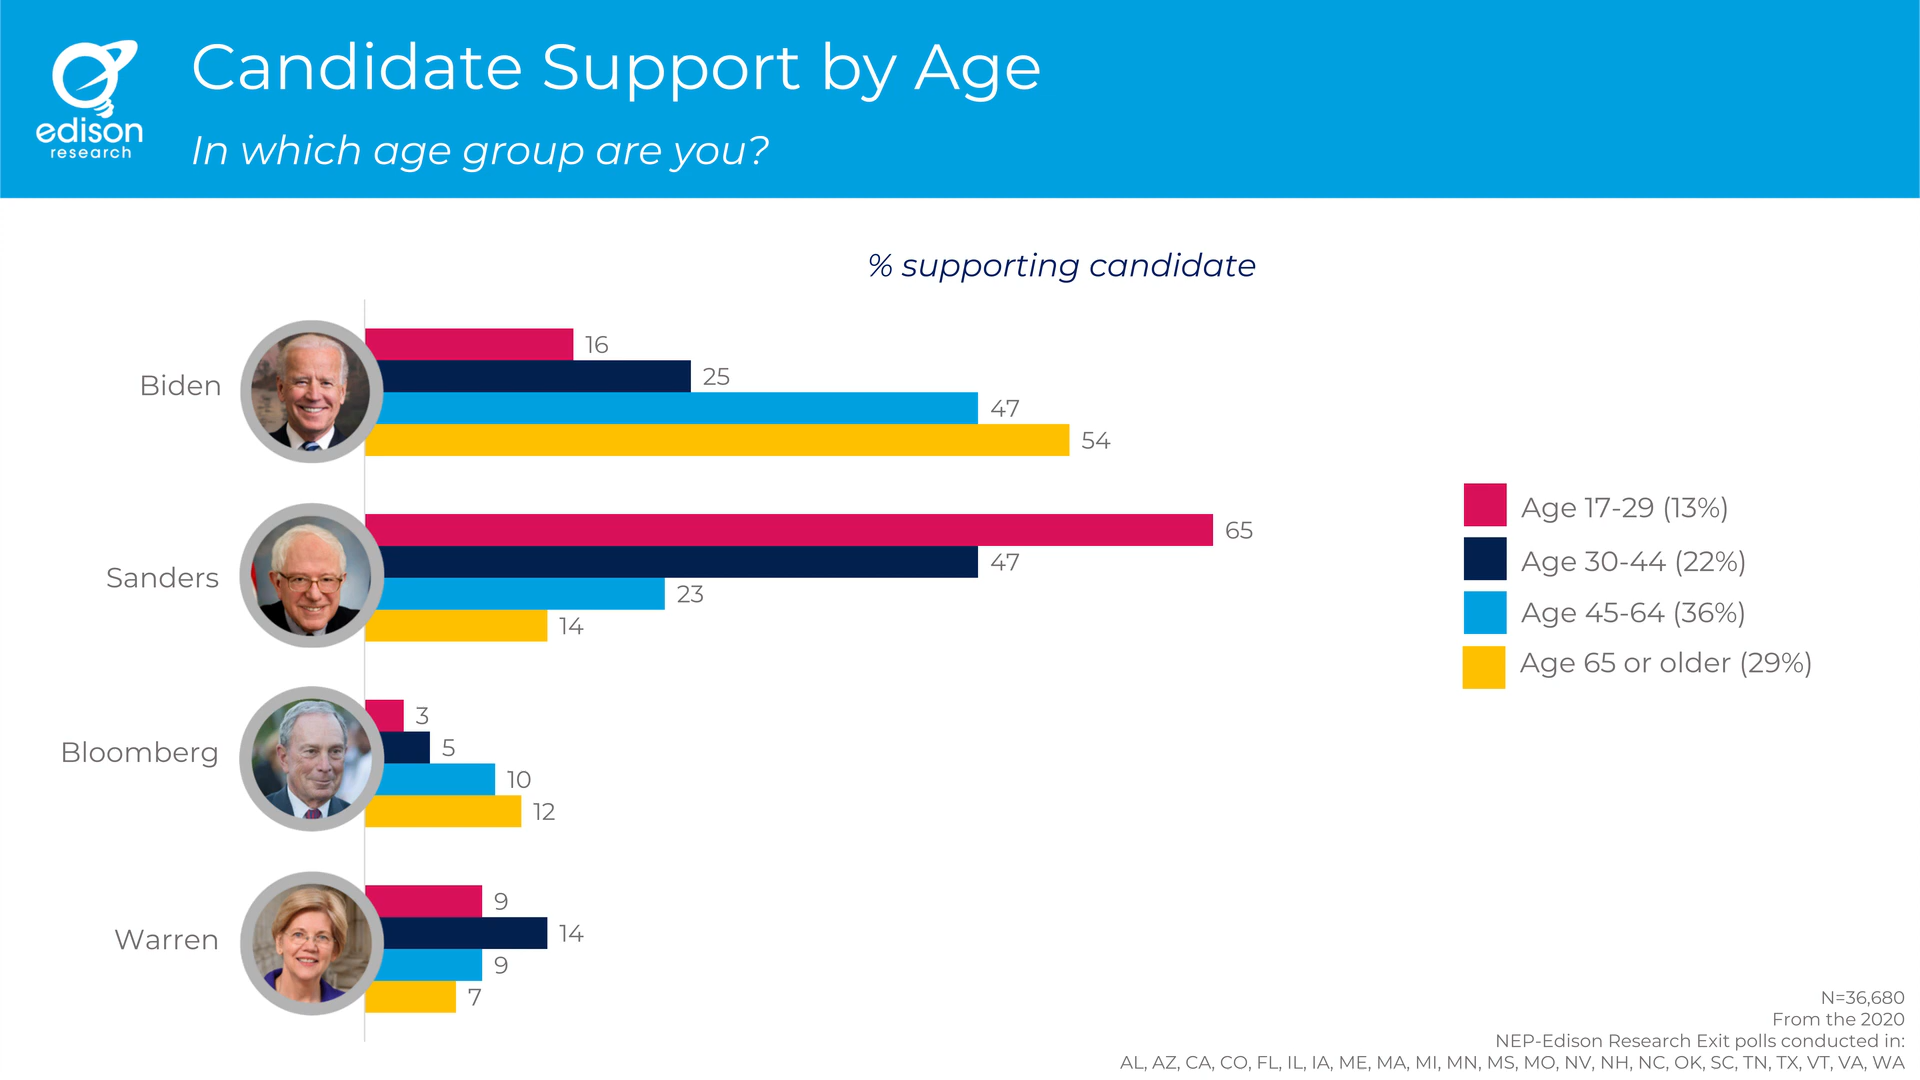 Candidate Support by Age
In which age group are you?
edison
research
% supporting candidate
Biden
16
25
47
54
Sanders
65
47
23
14
Bloomberg
3
5
10
12
Warren
9
14
9
7
Age 17-29 (13%)
Age 30-44 (22%)
Age 45-64 (36%)
Age 65 or older (29%)
N=36,680
From the 2020
NEP-Edison Research Exit polls conducted in:
AL, AZ, CA, CO, FL, IL, IA, ME, MA, MI, MN, MS, MO, NV, NH, NC, OK, SC, TN, TX, VT, VA, WA